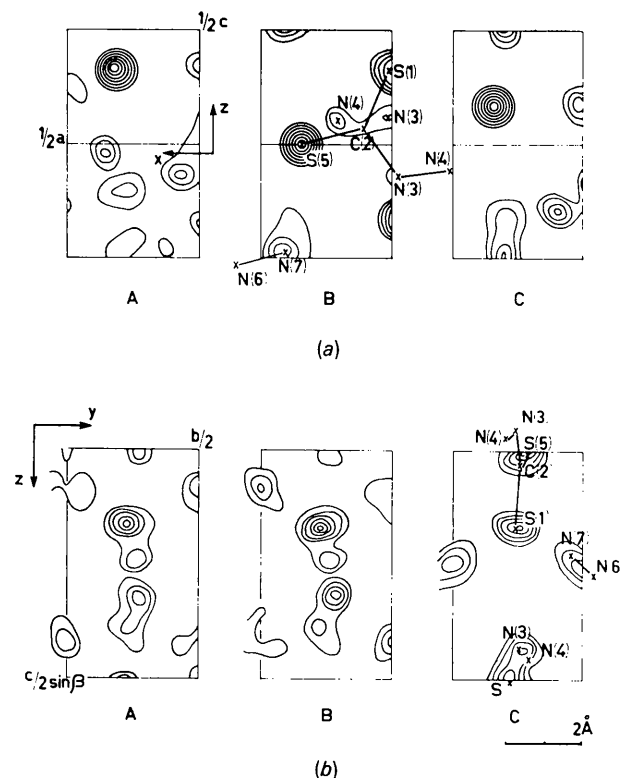 1/2 c
1/2 a
x
z
S(1)
N(4)
N(3)
C(2)
S(5)
N(4)
N(3)
N(6)
N(7)
A
B
C
(a)
y
z
b/2
N(3)
N(4)
S(5)
C(2)
S(1)
N(7)
N(6)
N(3)
N(4)
S
c/2 sinβ
A
B
C
2Å
(b)